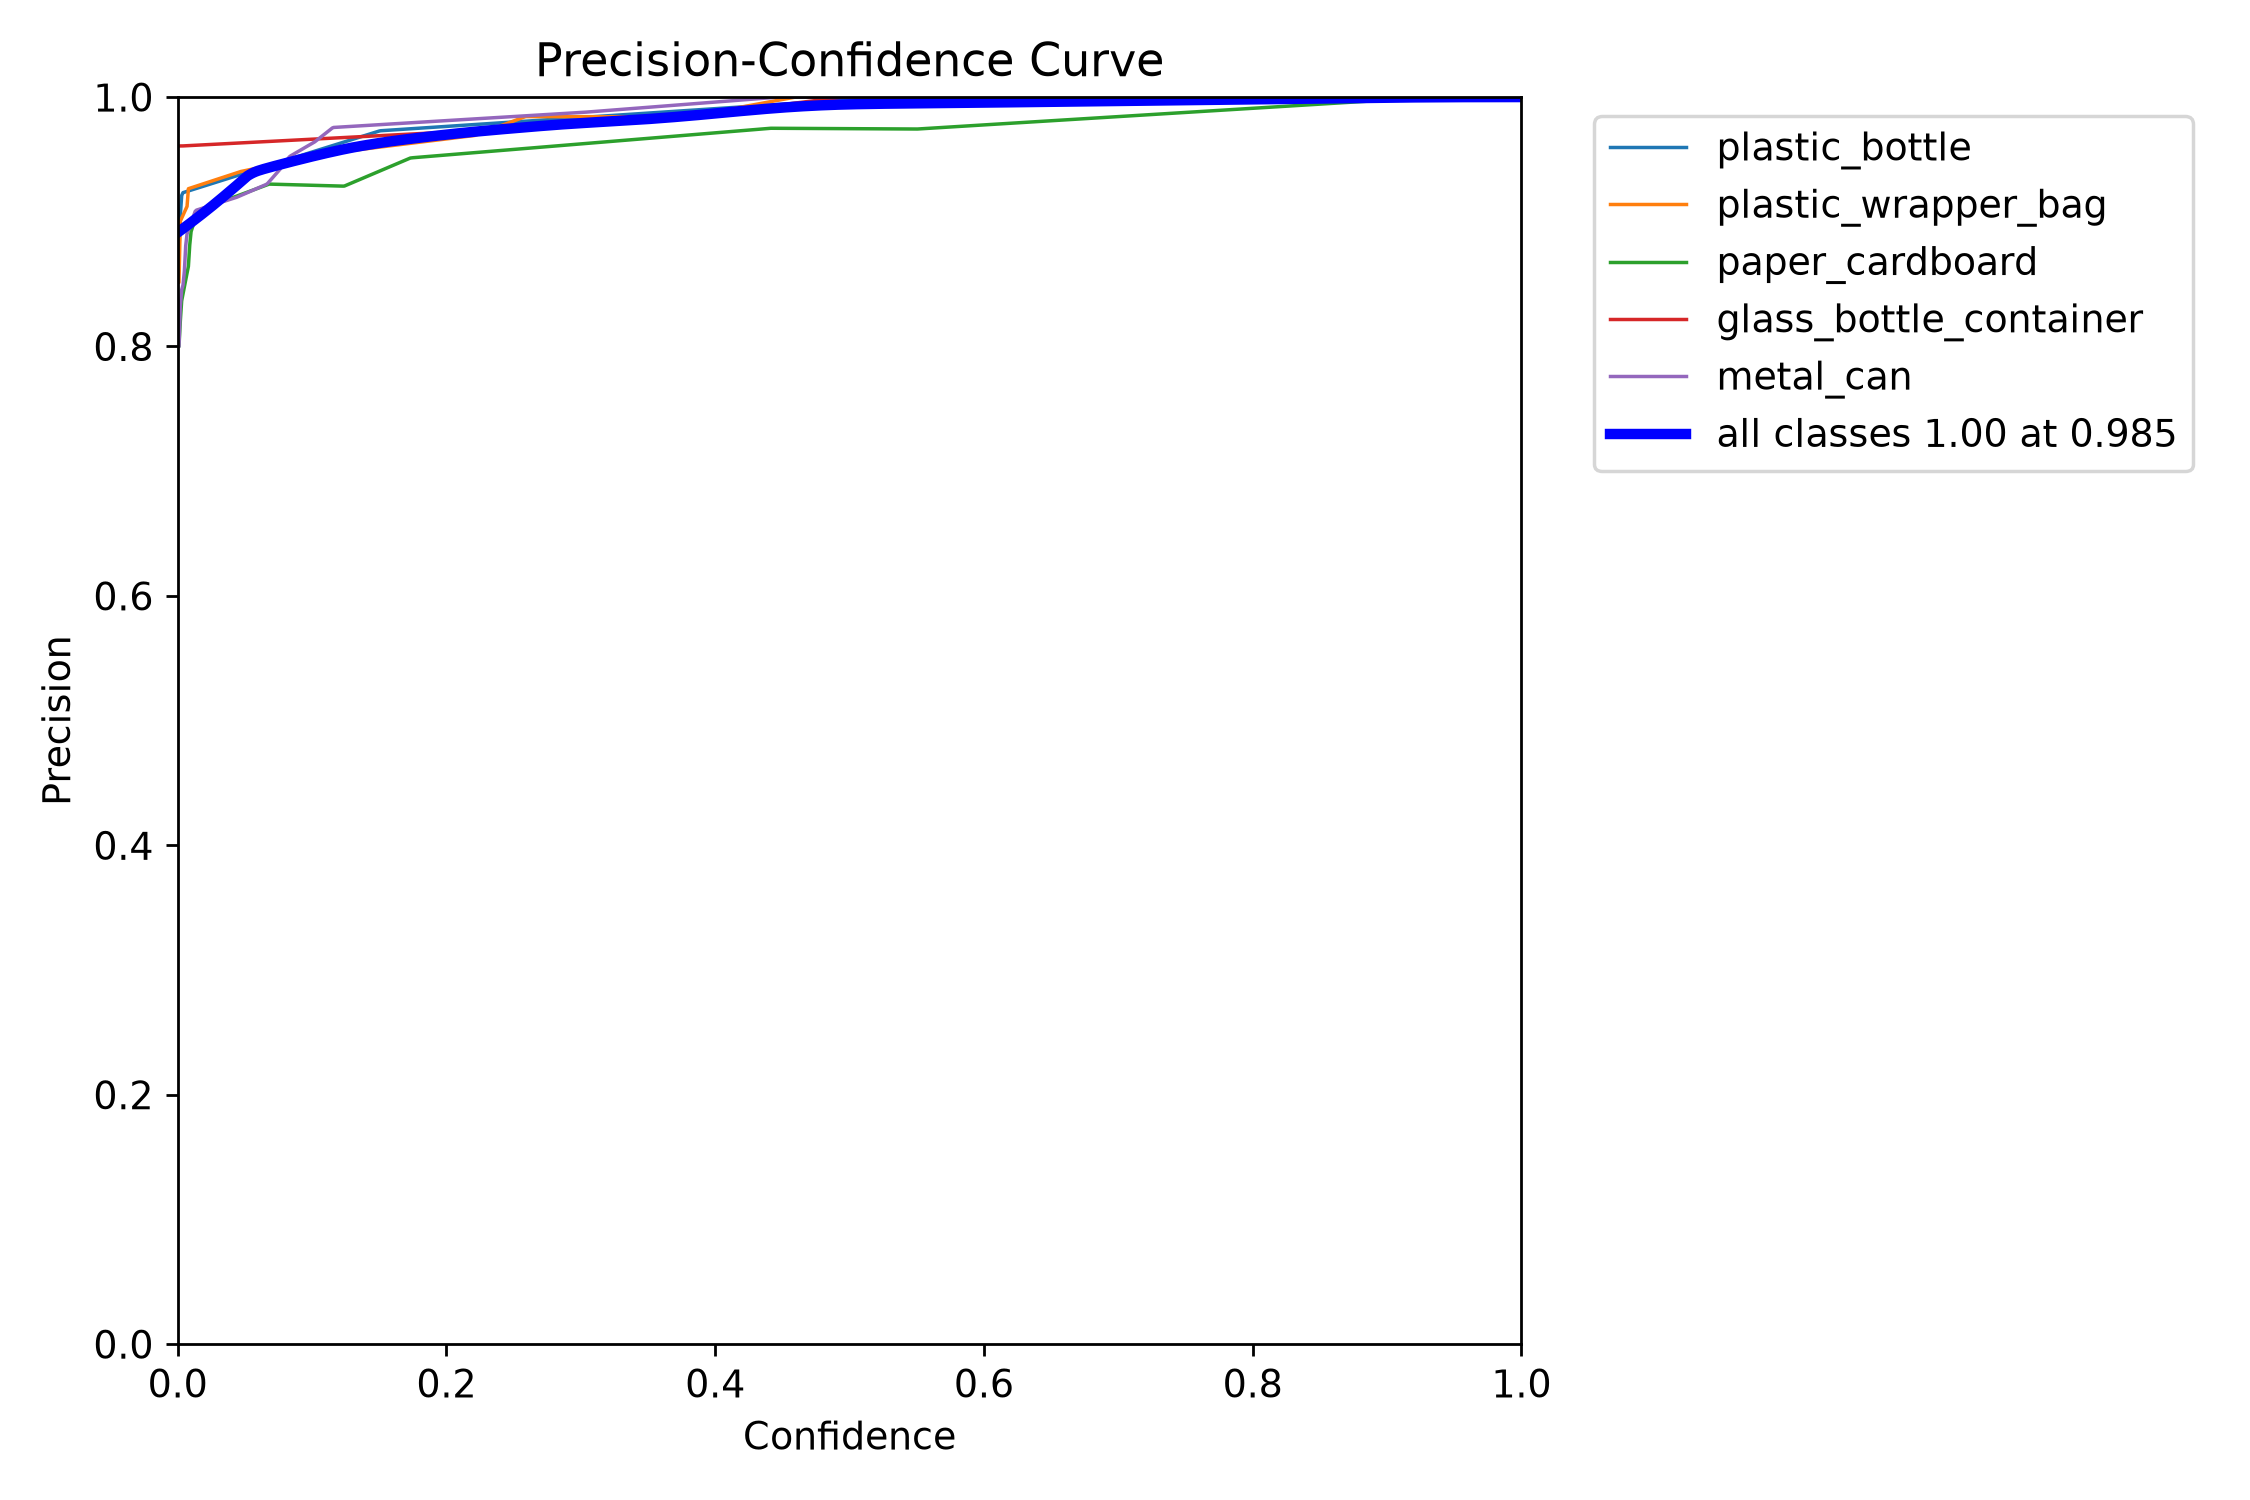 Precision-Confidence Curve
1.0
0.8
0.6
0.4
0.2
0.0
Precision
0.0 0.2 0.4 0.6 0.8 1.0
Confidence
plastic_bottle
plastic_wrapper_bag
paper_cardboard
glass_bottle_container
metal_can
all classes 1.00 at 0.985